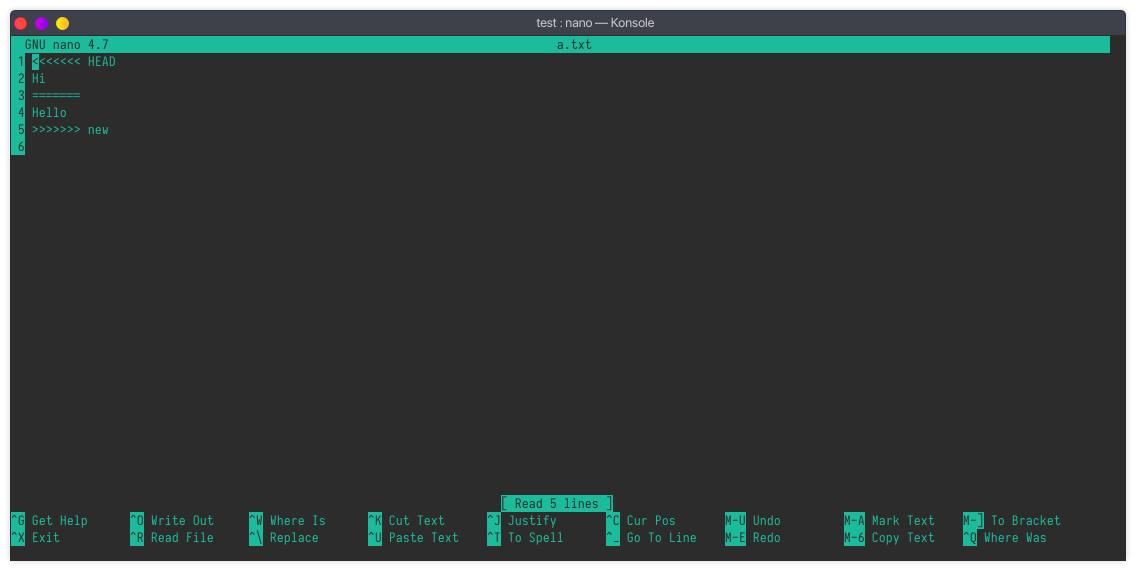 test : nano — Konsole
GNU nano 4.7 a.txt
1 <<<<<<< HEAD
2 Hi
3 =======
4 Hello
5 >>>>>>> new
6
[ Read 5 lines ]
^G Get Help ^O Write Out ^W Where Is ^K Cut Text ^J Justify ^C Cur Pos M-U Undo M-A Mark Text M-] To Bracket
^X Exit ^R Read File ^\ Replace ^U Paste Text ^T To Spell ^_ Go To Line M-E Redo M-6 Copy Text ^Q Where Was